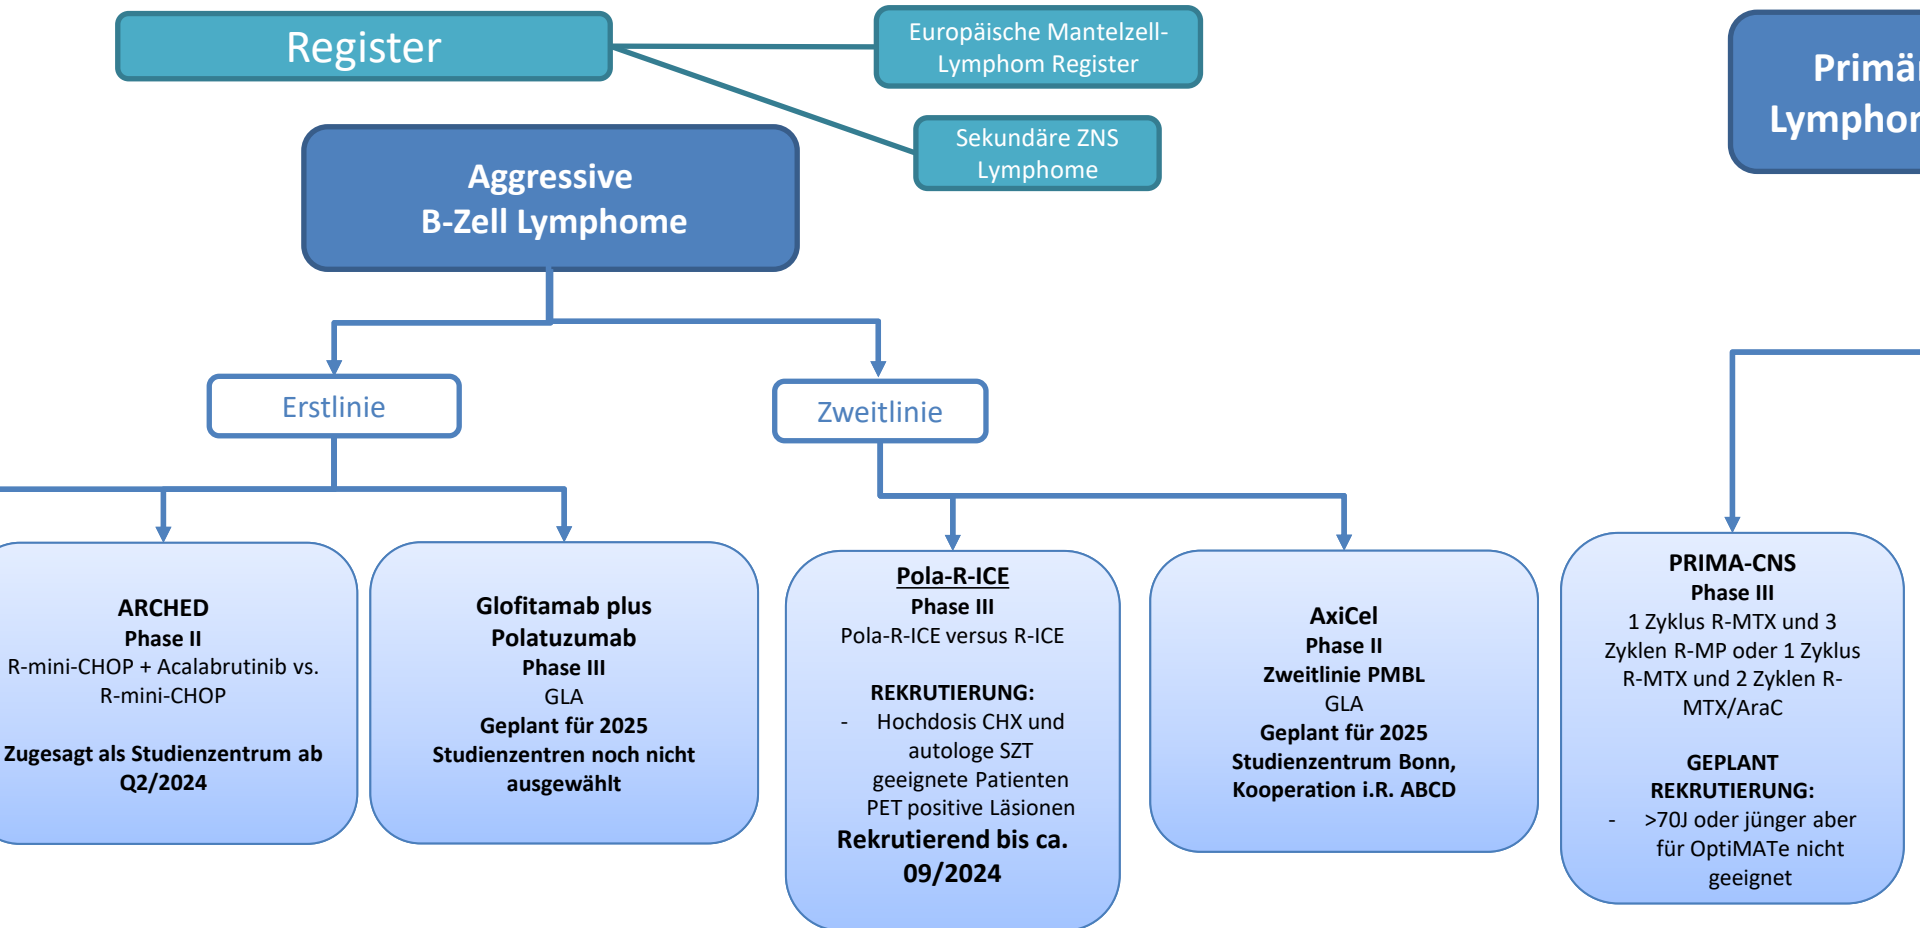 Register
Europäische Mantelzell-
Lymphom Register
Sekundäre ZNS
Lymphome
Aggressive
B-Zell Lymphome
Erstlinie
Zweitlinie
ARCHED
Phase II
R-mini-CHOP + Acalabrutinib vs.
R-mini-CHOP
Zugesagt als Studienzentrum ab
Q2/2024
Glofitamab plus
Polatuzumab
Phase III
GLA
Geplant für 2025
Studienzentren noch nicht
ausgewählt
Pola-R-ICE
Phase III
Pola-R-ICE versus R-ICE
REKRUTIERUNG:
- Hochdosis CHX und
autologe SZT
geeignete Patienten
PET positive Läsionen
Rekrutierend bis ca.
09/2024
AxiCel
Phase II
Zweitlinie PMBL
GLA
Geplant für 2025
Studienzentrum Bonn,
Kooperation i.R. ABCD
PRIMA-CNS
Phase III
1 Zyklus R-MTX und 3
Zyklen R-MP oder 1 Zyklus
R-MTX und 2 Zyklen R-
MTX/AraC
GEPLANT
REKRUTIERUNG:
- >70J oder jünger aber
für OptiMATe nicht
geeignet